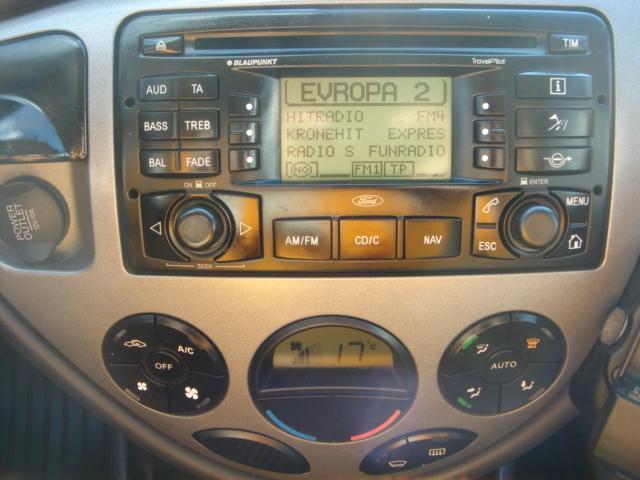 BLAUPUNKT TravelPilot TIM
AUD TA
BASS TREB
BAL FADE
EVROPA 2
HITRADIO FM4
KRONEHIT EXPRES
RADIO S FUNRADIO
FM1 TP
i
ON OFF
SEEK
Ford
AM/FM CD/C NAV
ENTER
MENU
ESC
POWER OUTLET
A/C
OFF
17°C
AUTO